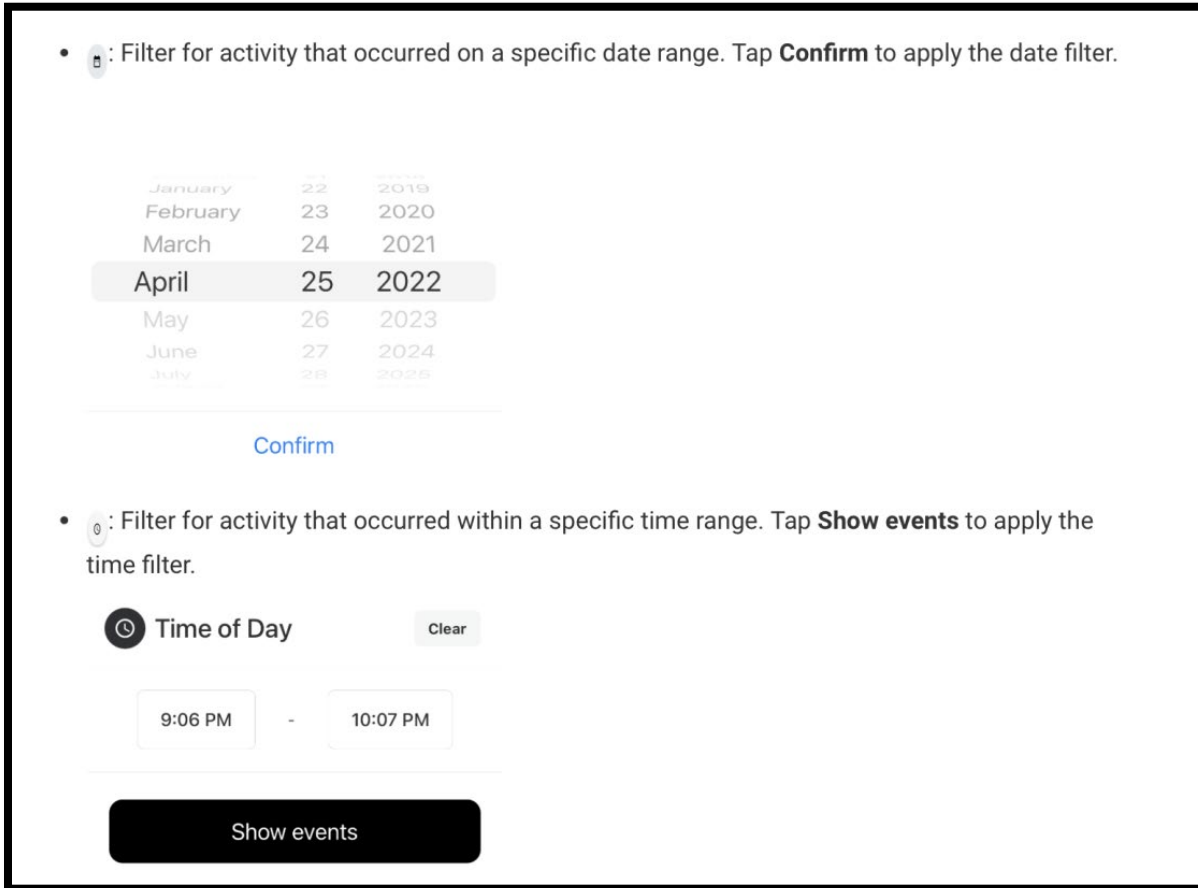 • : Filter for activity that occurred on a specific date range. Tap Confirm to apply the date filter.
January 22 2019
February 23 2020
March 24 2021
April 25 2022
May 26 2023
June 27 2024
July 28 2025
Confirm
• : Filter for activity that occurred within a specific time range. Tap Show events to apply the
time filter.
Time of Day Clear
9:06 PM - 10:07 PM
Show events